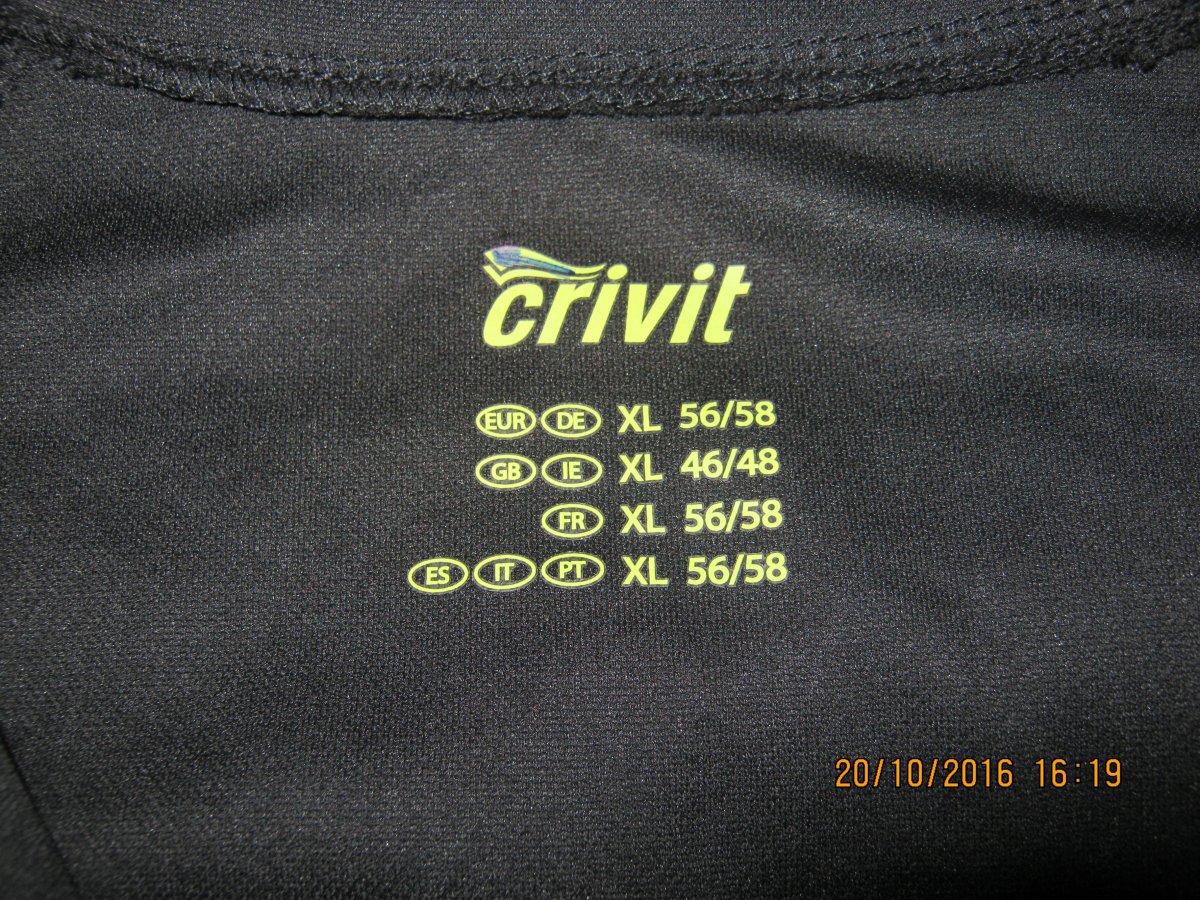 crivit
EUR DE XL 56/58
GB IE XL 46/48
FR XL 56/58
ES IT PT XL 56/58
20/10/2016 16:19